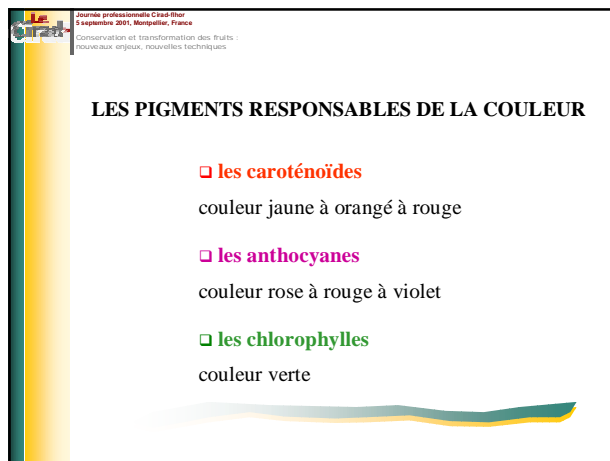 Le
Cirad
Journée professionnelle Cirad-flhor
5 septembre 2001, Montpellier, France
Conservation et transformation des fruits :
nouveaux enjeux, nouvelles techniques
LES PIGMENTS RESPONSABLES DE LA COULEUR
les caroténoïdes
couleur jaune à orangé à rouge
les anthocyanes
couleur rose à rouge à violet
les chlorophylles
couleur verte